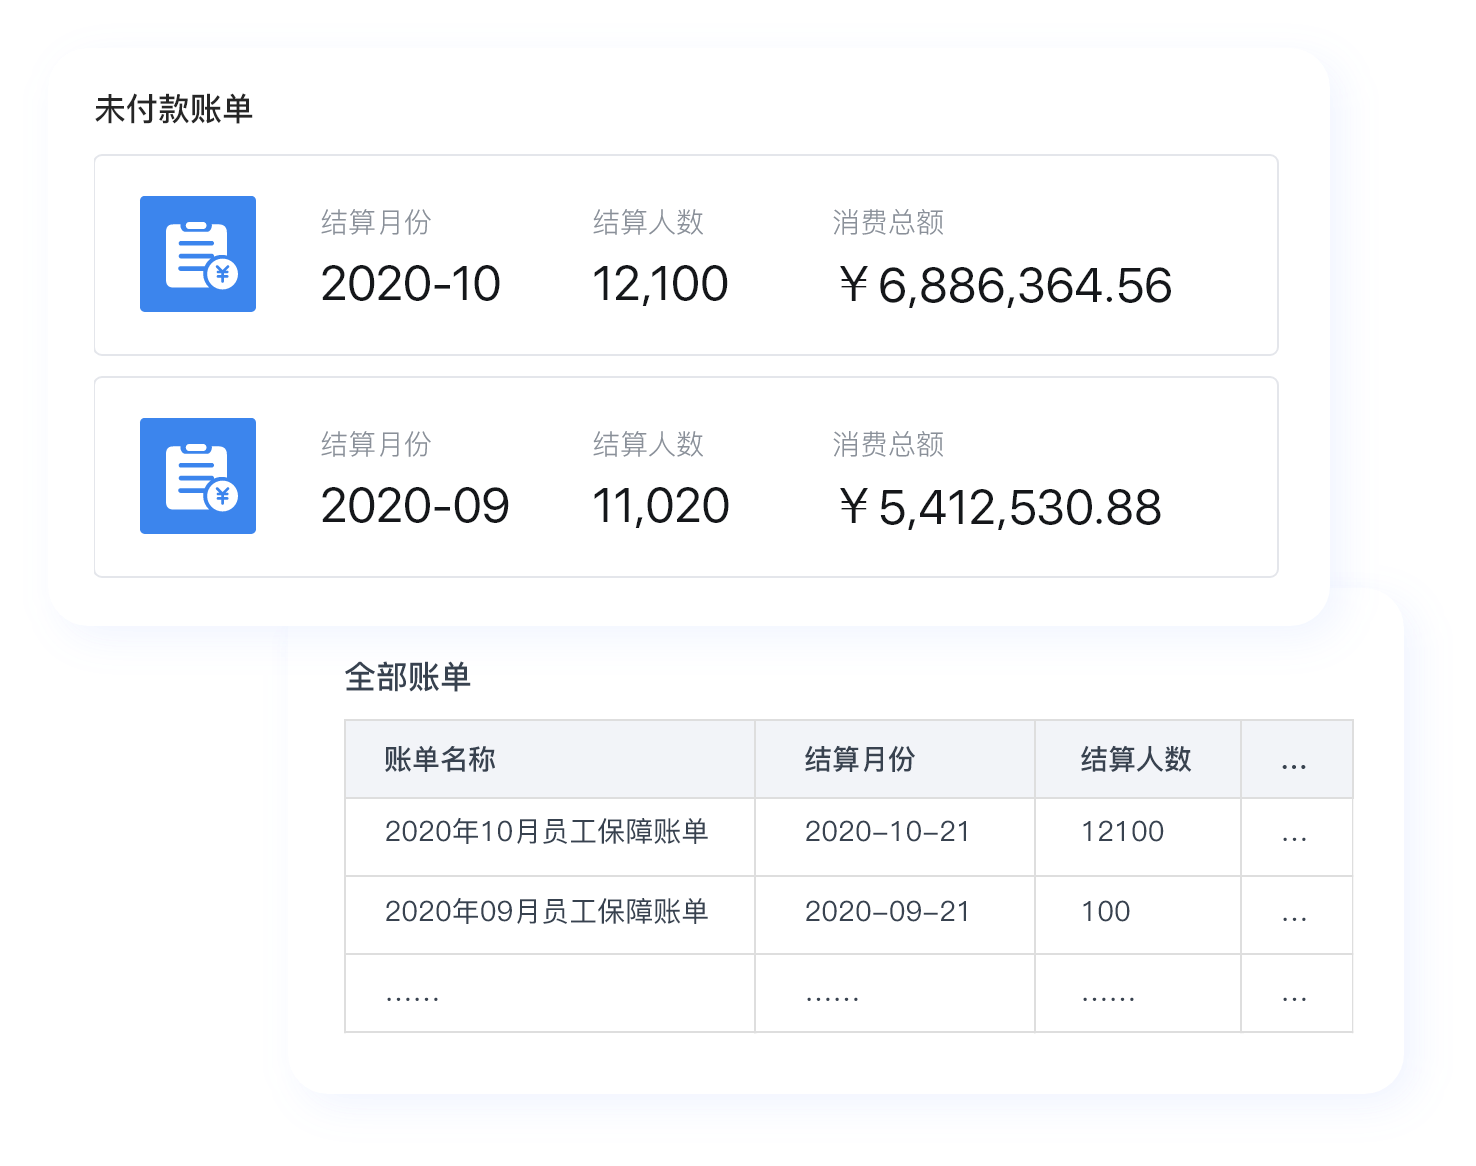 未付款账单
结算月份 结算人数 消费总额
2020-10 12,100 ￥6,886,364.56
结算月份 结算人数 消费总额
2020-09 11,020 ￥5,412,530.88
全部账单
账单名称 结算月份 结算人数 ...
2020年10月员工保障账单 2020-10-21 12100 ...
2020年09月员工保障账单 2020-09-21 100 ...
...... ...... ...... ...